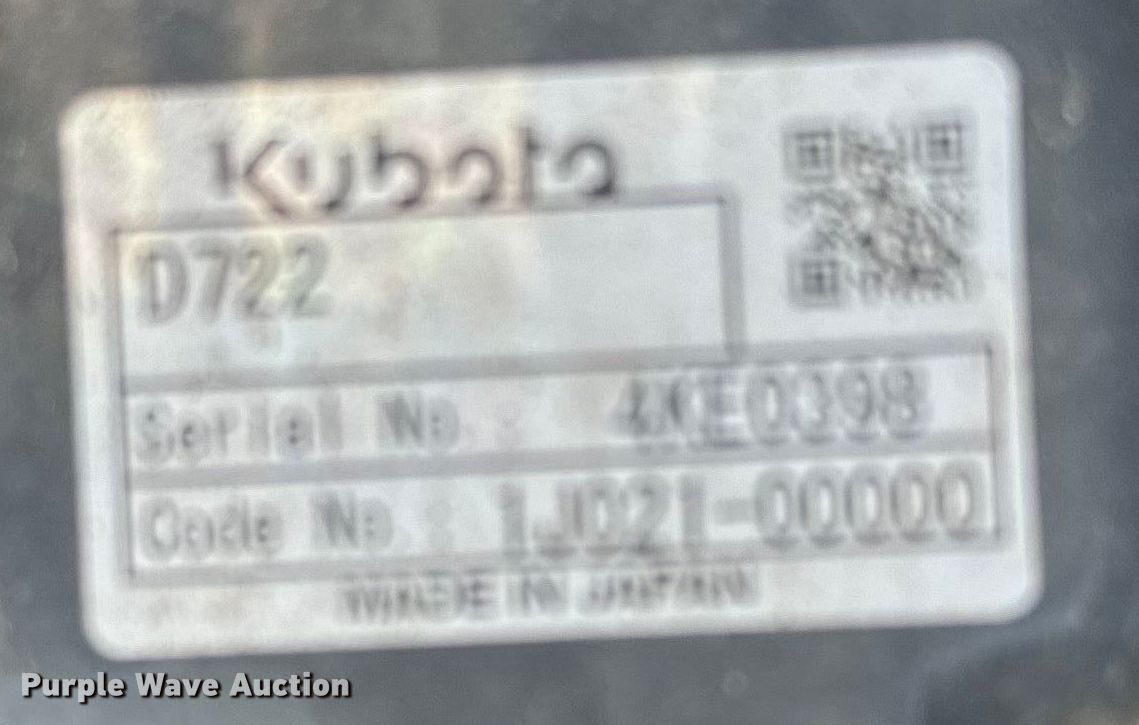 Kubota
D722
Serial No. : 4KE0398
Code No. : 1J021-00000
MADE IN JAPAN
Purple Wave Auction